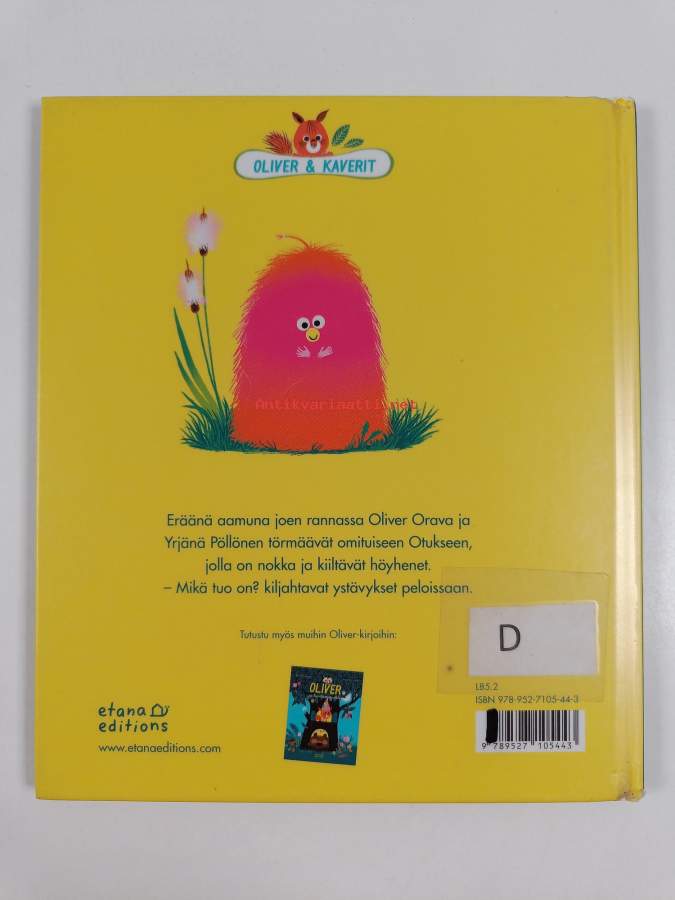 OLIVER & KAVERIT
Antikvariaatti.net
Eräänä aamuna joen rannassa Oliver Orava ja
Yrjänä Pöllönen törmäävät omituiseen Otukseen,
jolla on nokka ja kiiltävät höyhenet.
– Mikä tuo on? kiljahtavat ystävykset peloissaan.
Tutustu myös muihin Oliver-kirjoihin:
OLIVER
D
L85.2
ISBN 978-952-7105-44-3
9 789527 105443
etana
editions
www.etanaeditions.com